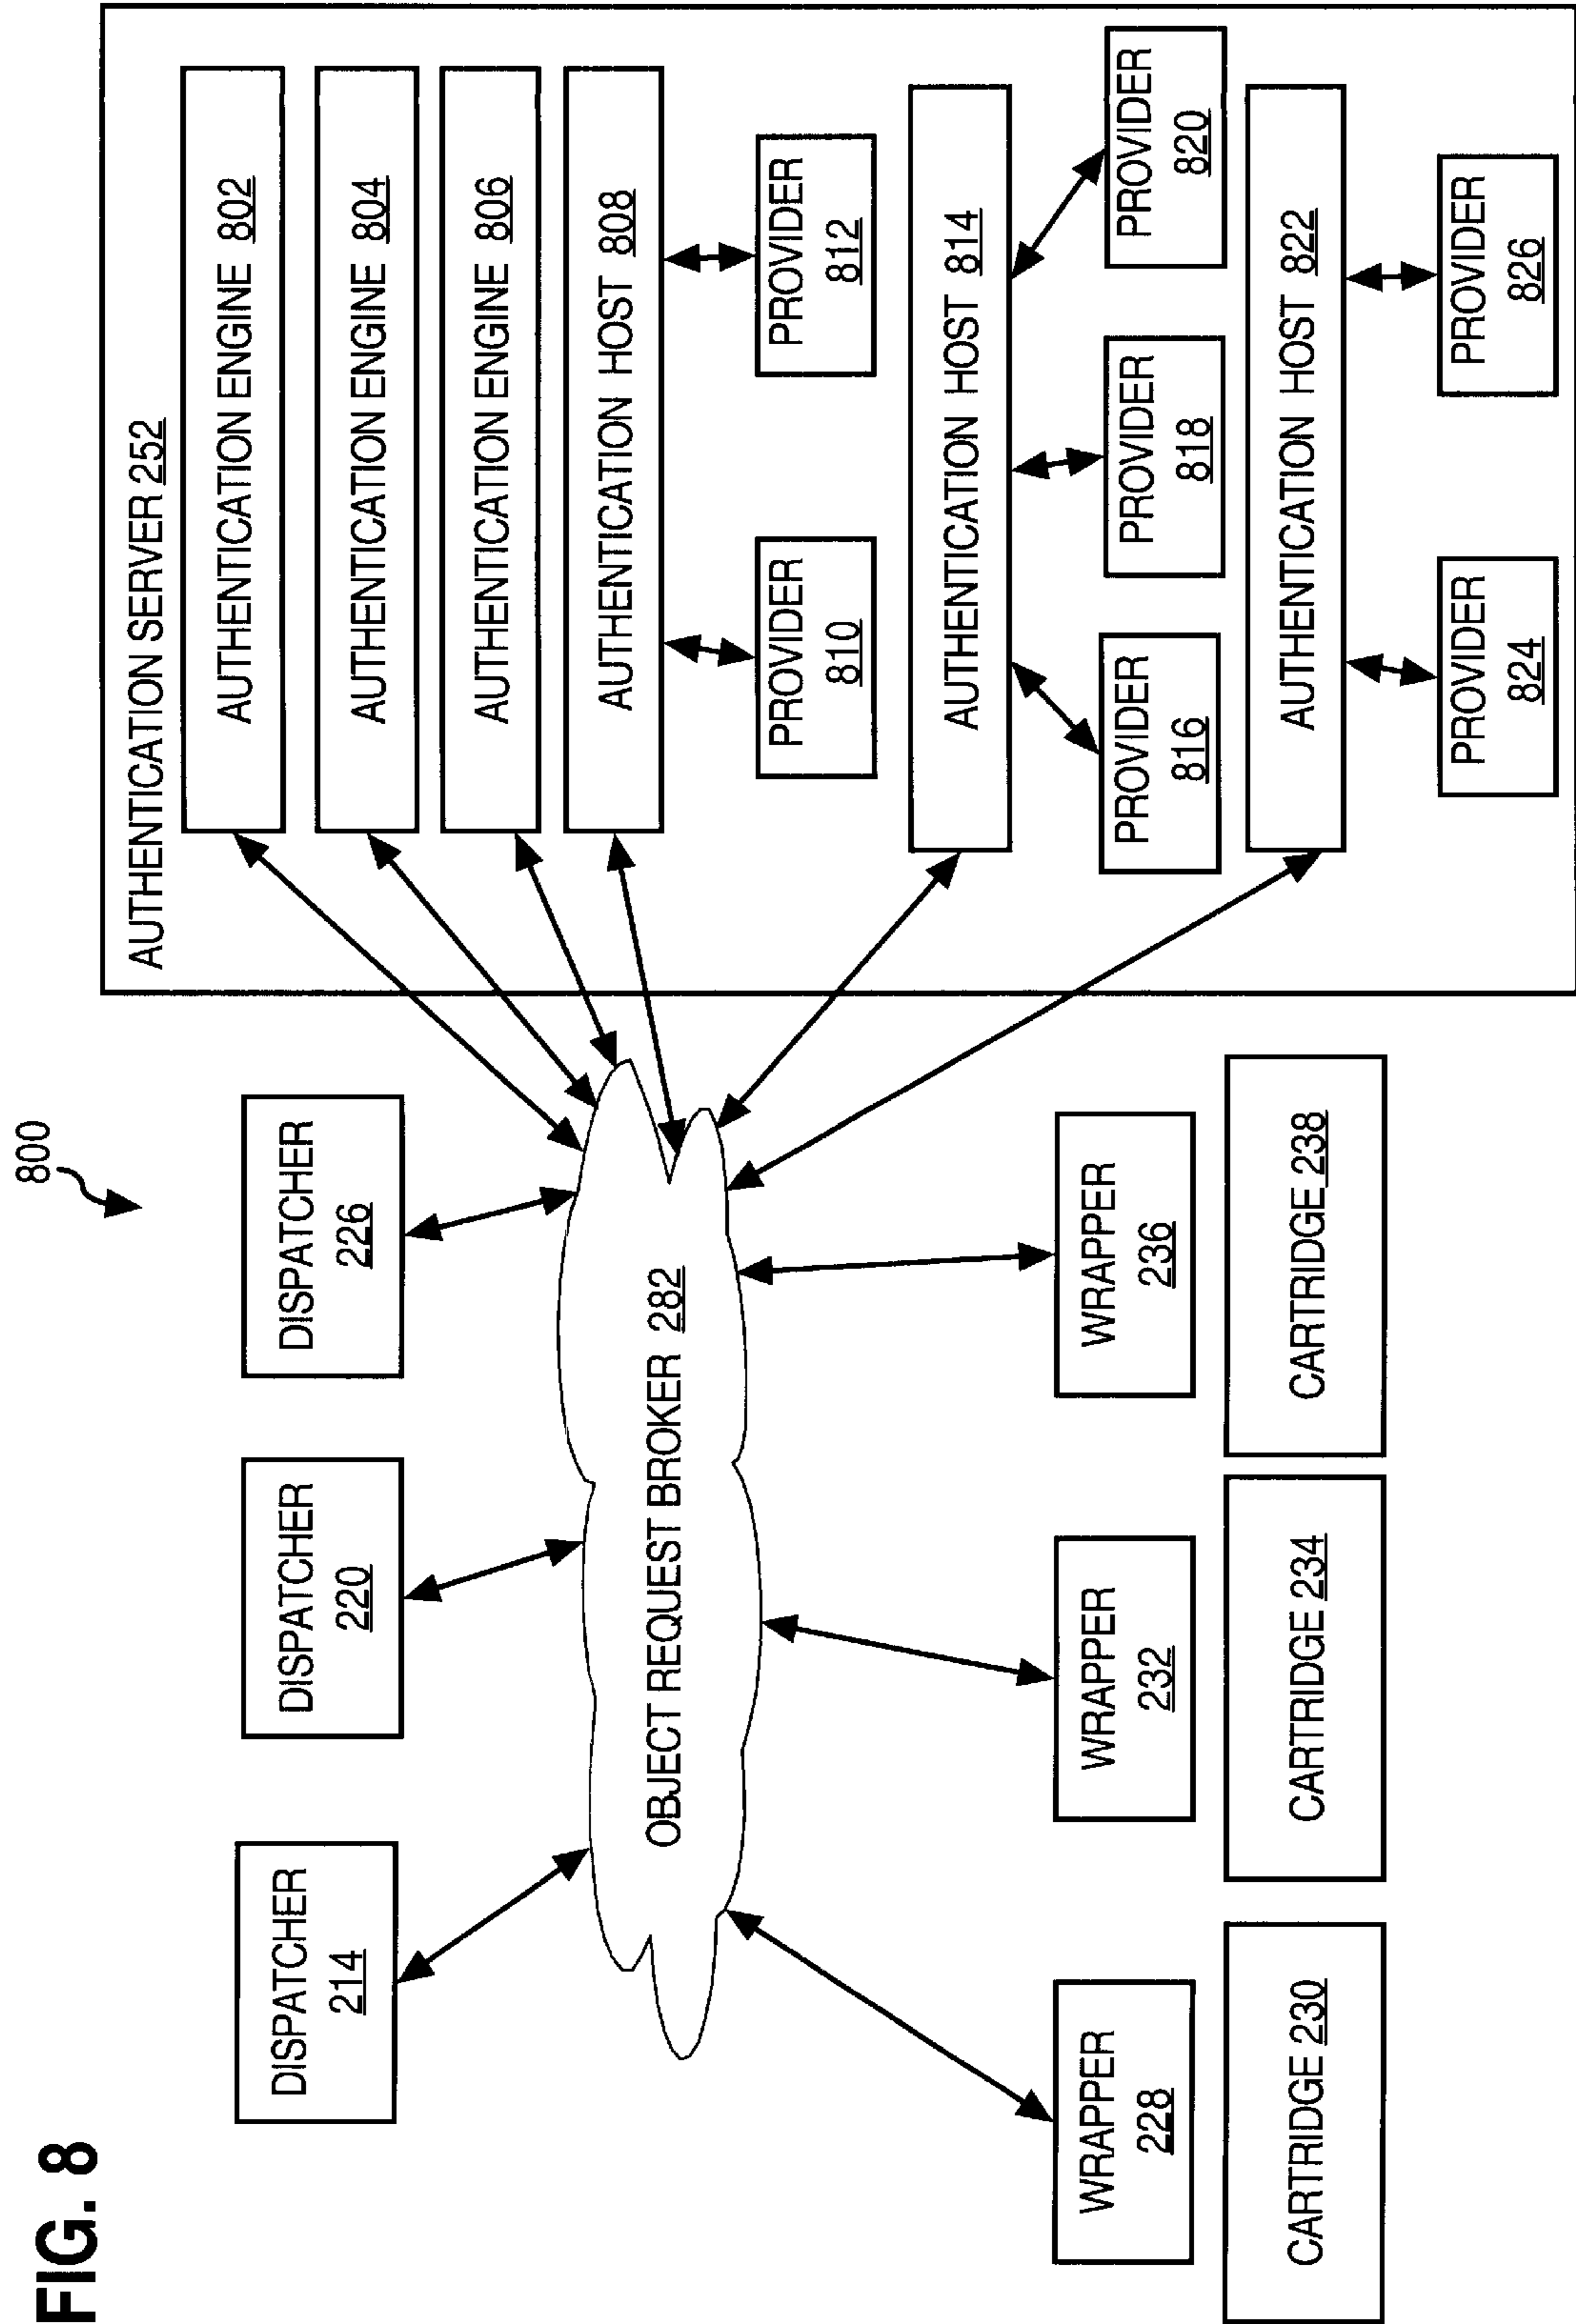 FIG. 8
800
DISPATCHER
214
DISPATCHER
220
DISPATCHER
226
OBJECT REQUEST BROKER 282
WRAPPER
228
WRAPPER
232
WRAPPER
236
CARTRIDGE 230
CARTRIDGE 234
CARTRIDGE 238
AUTHENTICATION SERVER 252
AUTHENTICATION ENGINE 802
AUTHENTICATION ENGINE 804
AUTHENTICATION ENGINE 806
AUTHENTICATION HOST 808
PROVIDER
810
PROVIDER
812
AUTHENTICATION HOST 814
PROVIDER
816
PROVIDER
818
PROVIDER
820
AUTHENTICATION HOST 822
PROVIDER
824
PROVIDER
826